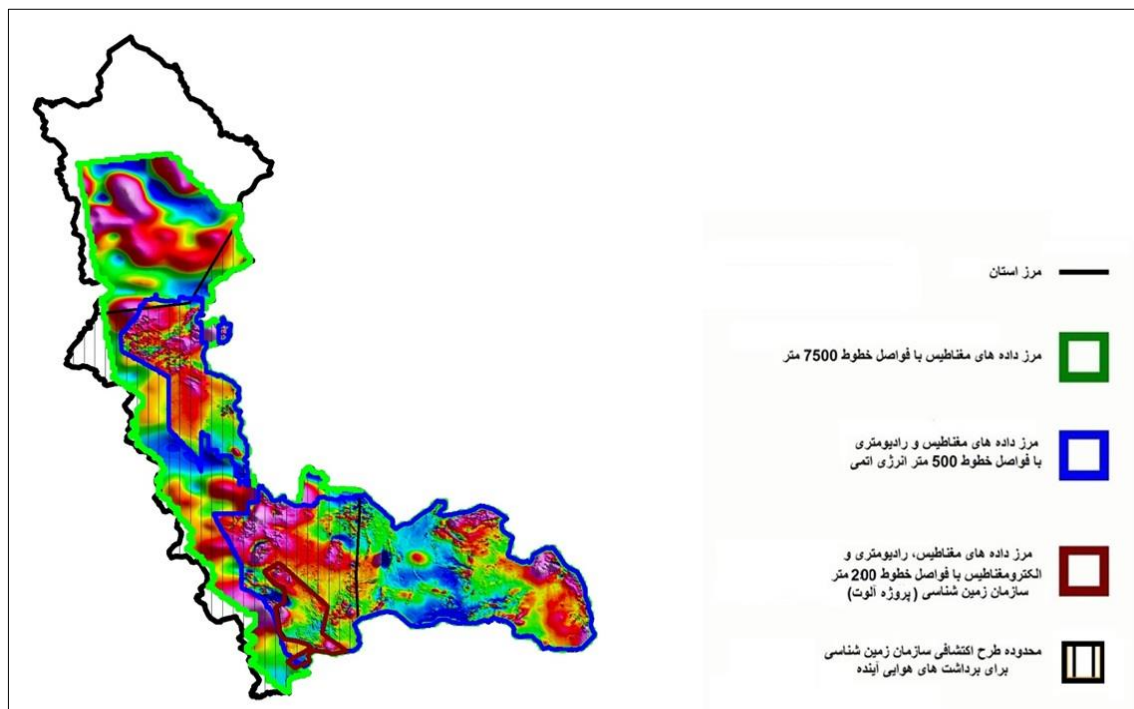 مرز استان
مرز داده های مغناطیس با فواصل خطوط 7500 متر
مرز داده های مغناطیس و رادیومتری
با فواصل خطوط 500 متر انرژی اتمی
مرز داده های مغناطیس، رادیومتری و
الکترومغناطیس با فواصل خطوط 200 متر
سازمان زمین شناسی ( پروژه آلوت)
محدوده طرح اکتشافی سازمان زمین شناسی
برای برداشت های هوایی آینده